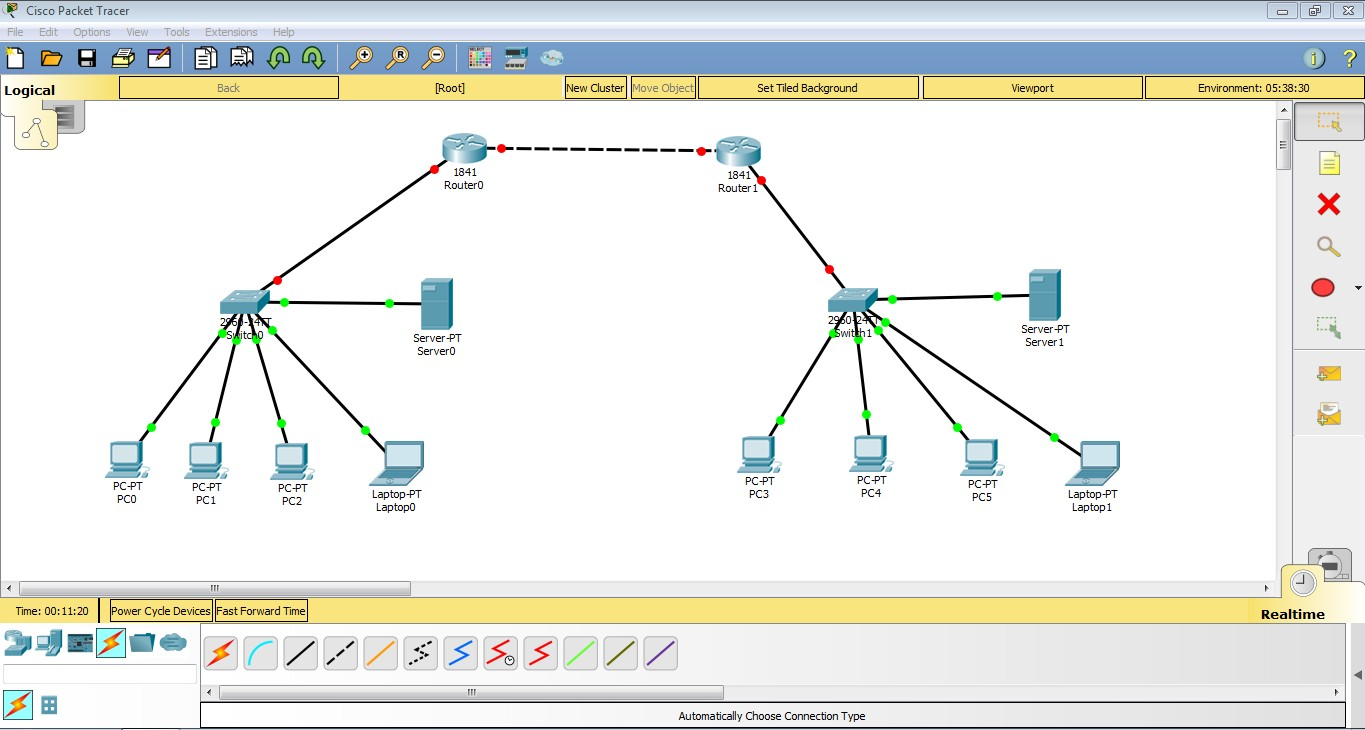 Cisco Packet Tracer
File Edit Options View Tools Extensions Help
Logical Back [Root] New Cluster Move Object Set Tiled Background Viewport Environment: 05:38:30
1841
Router0
1841
Router1
2960-24TT
Switch0
Server-PT
Server0
2960-24TT
Switch1
Server-PT
Server1
PC-PT
PC0
PC-PT
PC1
PC-PT
PC2
Laptop-PT
Laptop0
PC-PT
PC3
PC-PT
PC4
PC-PT
PC5
Laptop-PT
Laptop1
Time: 00:11:20 Power Cycle Devices Fast Forward Time
Realtime
Automatically Choose Connection Type